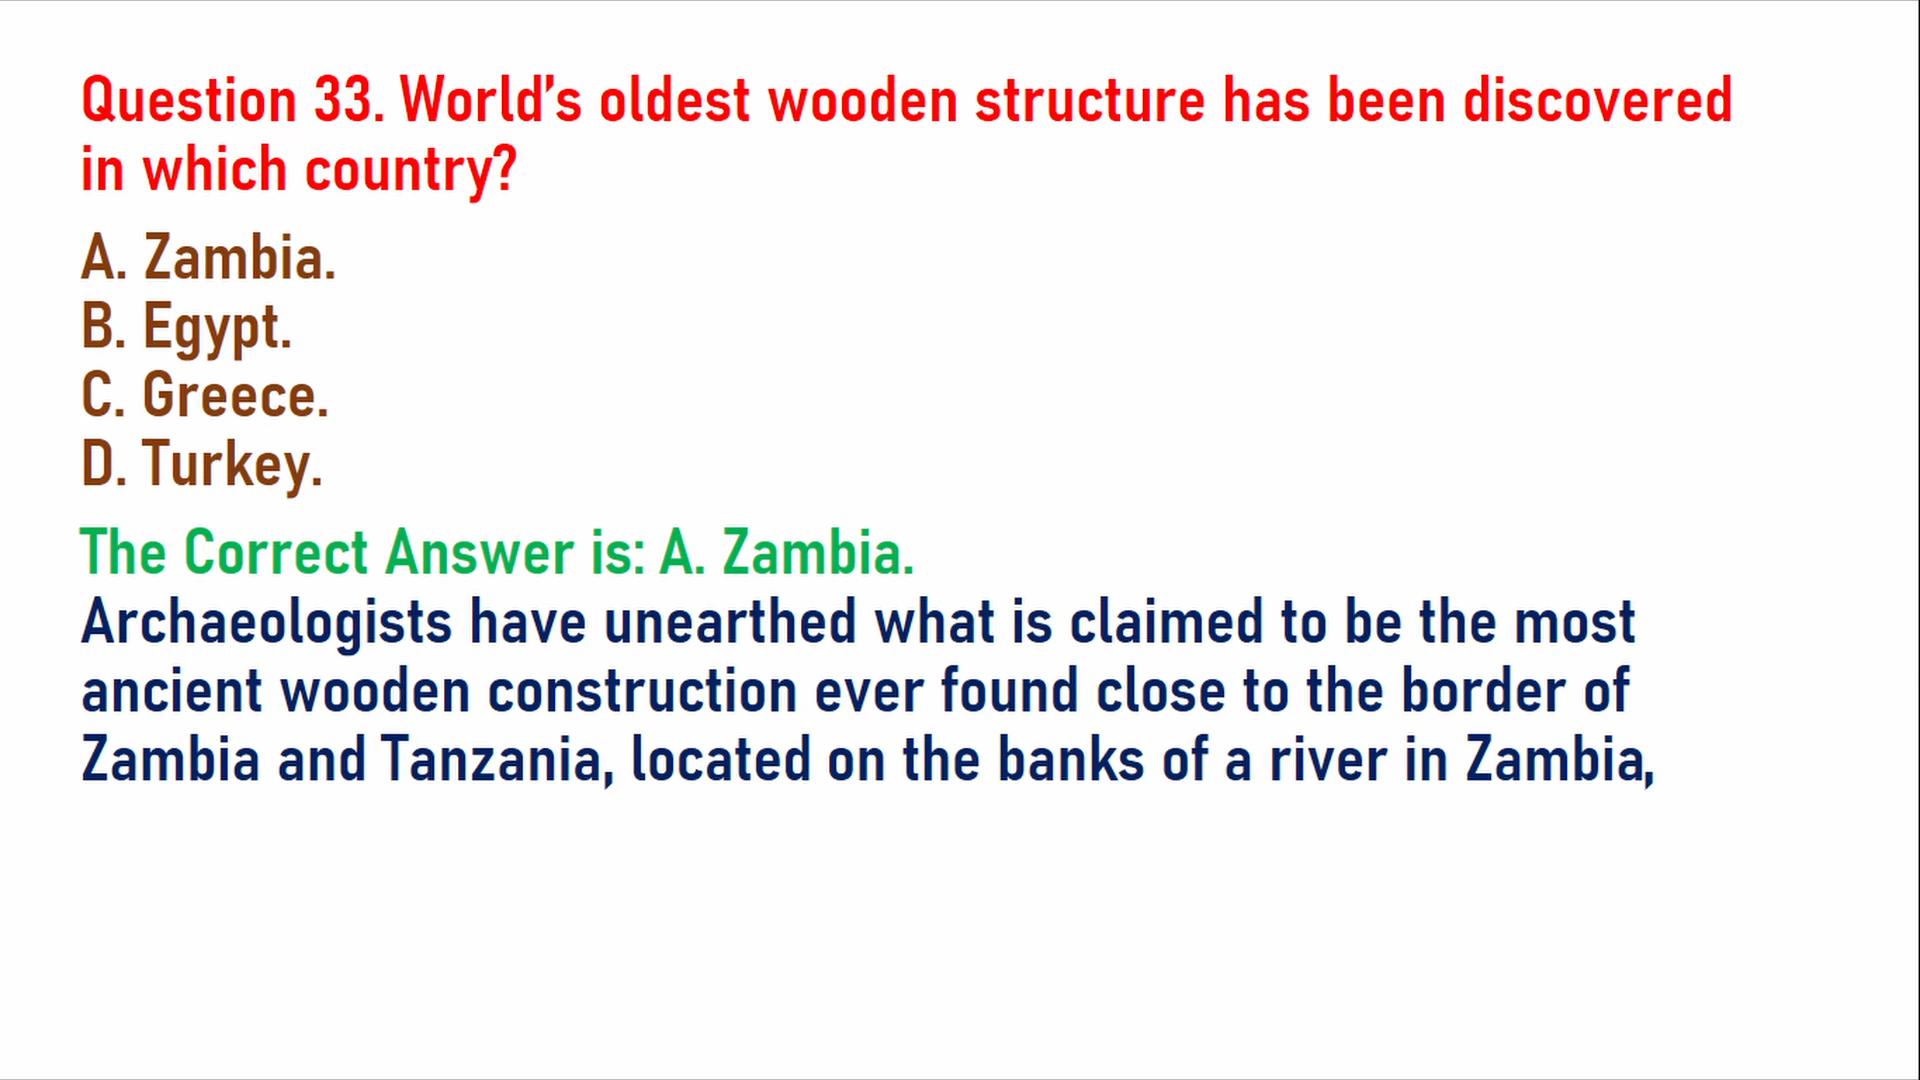 Question 33. World’s oldest wooden structure has been discovered
in which country?
A. Zambia.
B. Egypt.
C. Greece.
D. Turkey.
The Correct Answer is: A. Zambia.
Archaeologists have unearthed what is claimed to be the most
ancient wooden construction ever found close to the border of
Zambia and Tanzania, located on the banks of a river in Zambia,